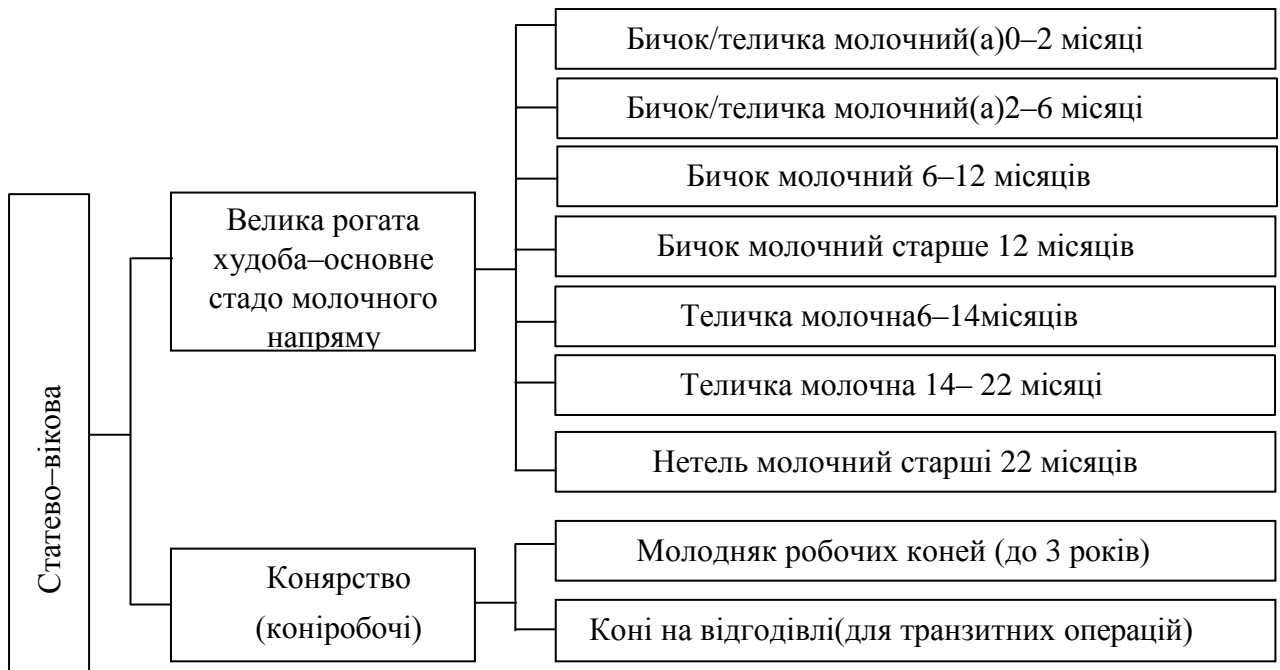 Статево–вікова
Велика рогата
худоба–основне
стадо молочного
напряму
Бичок/теличка молочний(а)0–2 місяці
Бичок/теличка молочний(а)2–6 місяці
Бичок молочний 6–12 місяців
Бичок молочний старше 12 місяців
Теличка молочна6–14місяців
Теличка молочна 14– 22 місяці
Нетель молочний старші 22 місяців
Конярство
(коніробочі)
Молодняк робочих коней (до 3 років)
Коні на відгодівлі(для транзитних операцій)